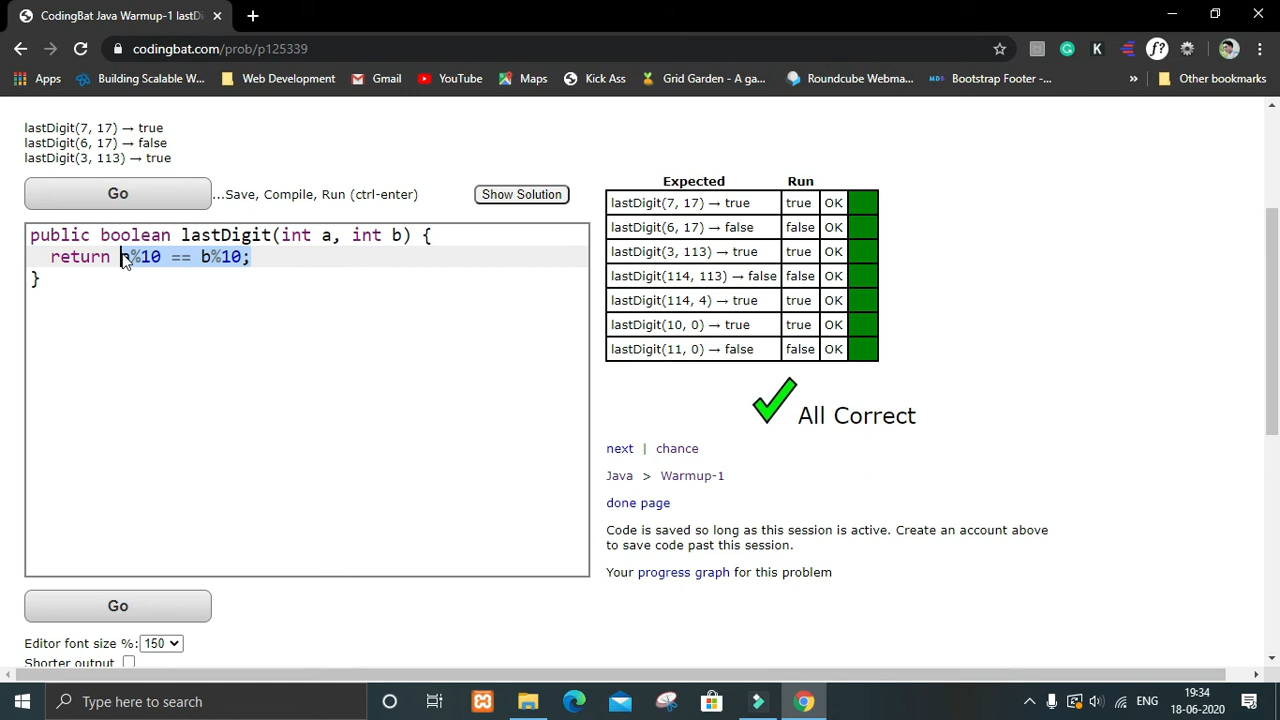 CodingBat Java Warmup-1 lastDi
codingbat.com/prob/p125339
Apps Building Scalable W... Web Development Gmail YouTube Maps Kick Ass Grid Garden - A ga... Roundcube Webma... Bootstrap Footer -... » Other bookmarks
lastDigit(7, 17) → true
lastDigit(6, 17) → false
lastDigit(3, 113) → true
Go ...Save, Compile, Run (ctrl-enter) Show Solution
public boolean lastDigit(int a, int b) {
return a%10 == b%10;
}
Expected Run
lastDigit(7, 17) → true true OK
lastDigit(6, 17) → false false OK
lastDigit(3, 113) → true true OK
lastDigit(114, 113) → false false OK
lastDigit(114, 4) → true true OK
lastDigit(10, 0) → true true OK
lastDigit(11, 0) → false false OK
All Correct
next | chance
Java > Warmup-1
done page
Code is saved so long as this session is active. Create an account above
to save code past this session.
Your progress graph for this problem
Go
Editor font size %: 150
Shorter output
Type here to search
ENG
19:34
18-06-2020